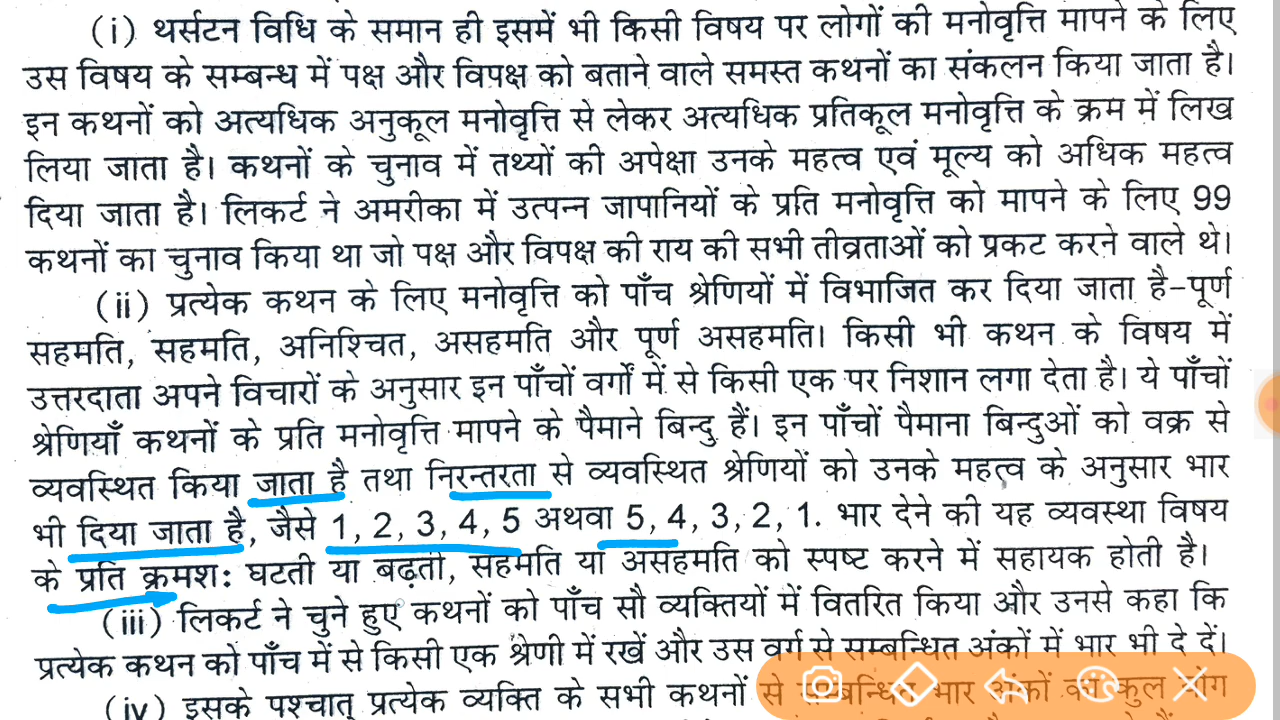 (i) थर्सटन विधि के समान ही इसमें भी किसी विषय पर लोगों की मनोवृत्ति मापने के लिए
उस विषय के सम्बन्ध में पक्ष और विपक्ष को बताने वाले समस्त कथनों का संकलन किया जाता है।
इन कथनों को अत्यधिक अनुकूल मनोवृत्ति से लेकर अत्यधिक प्रतिकूल मनोवृत्ति के क्रम में लिख
लिया जाता है। कथनों के चुनाव में तथ्यों की अपेक्षा उनके महत्व एवं मूल्य को अधिक महत्व
दिया जाता है। लिकर्ट ने अमरीका में उत्पन्न जापानियों के प्रति मनोवृत्ति को मापने के लिए 99
कथनों का चुनाव किया था जो पक्ष और विपक्ष की राय की सभी तीव्रताओं को प्रकट करने वाले थे।
(ii) प्रत्येक कथन के लिए मनोवृत्ति को पाँच श्रेणियों में विभाजित कर दिया जाता है-पूर्ण
सहमति, सहमति, अनिश्चित, असहमति और पूर्ण असहमति। किसी भी कथन के विषय में
उत्तरदाता अपने विचारों के अनुसार इन पाँचों वर्गों में से किसी एक पर निशान लगा देता है। ये पाँचों
श्रेणियाँ कथनों के प्रति मनोवृत्ति मापने के पैमाने बिन्दु हैं। इन पाँचों पैमाना बिन्दुओं को वक्र से
व्यवस्थित किया जाता है तथा निरन्तरता से व्यवस्थित श्रेणियों को उनके महत्व के अनुसार भार
भी दिया जाता है, जैसे 1, 2, 3, 4, 5 अथवा 5, 4, 3, 2, 1. भार देने की यह व्यवस्था विषय
के प्रति क्रमशः घटती या बढ़ती, सहमति या असहमति को स्पष्ट करने में सहायक होती है।
(iii) लिकर्ट ने चुने हुए कथनों को पाँच सौ व्यक्तियों में वितरित किया और उनसे कहा कि
प्रत्येक कथन को पाँच में से किसी एक श्रेणी में रखें और उस वर्ग से सम्बन्धित अंकों में भार भी दे दें।
(iv) इसके पश्चात् प्रत्येक व्यक्ति के सभी कथनों से सम्बन्धित भार अंकों का कुल